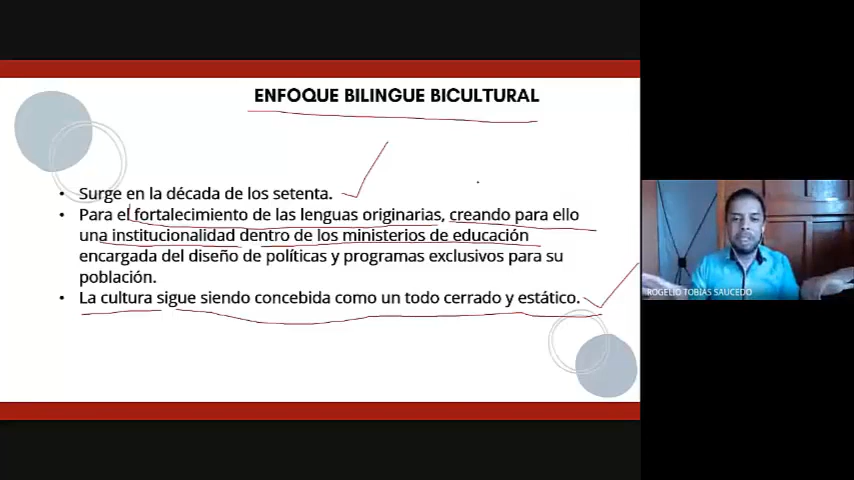 ENFOQUE BILINGUE BICULTURAL
• Surge en la década de los setenta.
• Para el fortalecimiento de las lenguas originarias, creando para ello
una institucionalidad dentro de los ministerios de educación
encargada del diseño de políticas y programas exclusivos para su
población.
• La cultura sigue siendo concebida como un todo cerrado y estático.
ROGELIO TOBIAS SAUCEDO